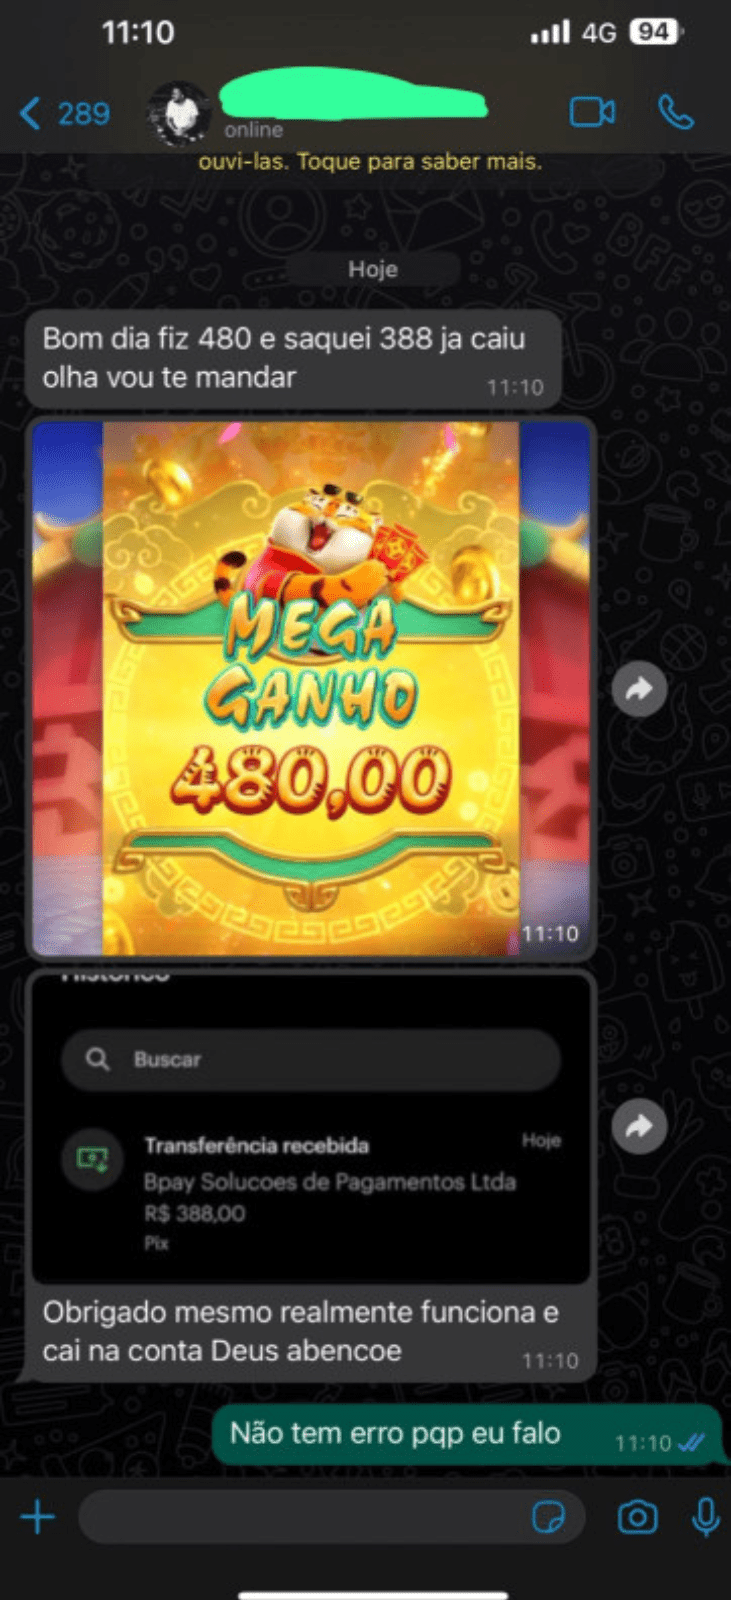 11:10
4G 94
289
online
ouvi-las. Toque para saber mais.
Hoje
Bom dia fiz 480 e saquei 388 ja caiu
olha vou te mandar
11:10
MEGA
GANHO
480,00
11:10
Histórico
Buscar
Transferência recebida
Hoje
Bpay Solucoes de Pagamentos Ltda
R$ 388,00
Pix
Obrigado mesmo realmente funciona e
cai na conta Deus abencoe
11:10
Não tem erro pqp eu falo
11:10